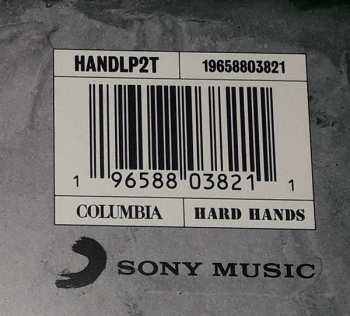 HANDLP2T 19658803821
1 96588 03821 1
COLUMBIA HARD HANDS
SONY MUSIC